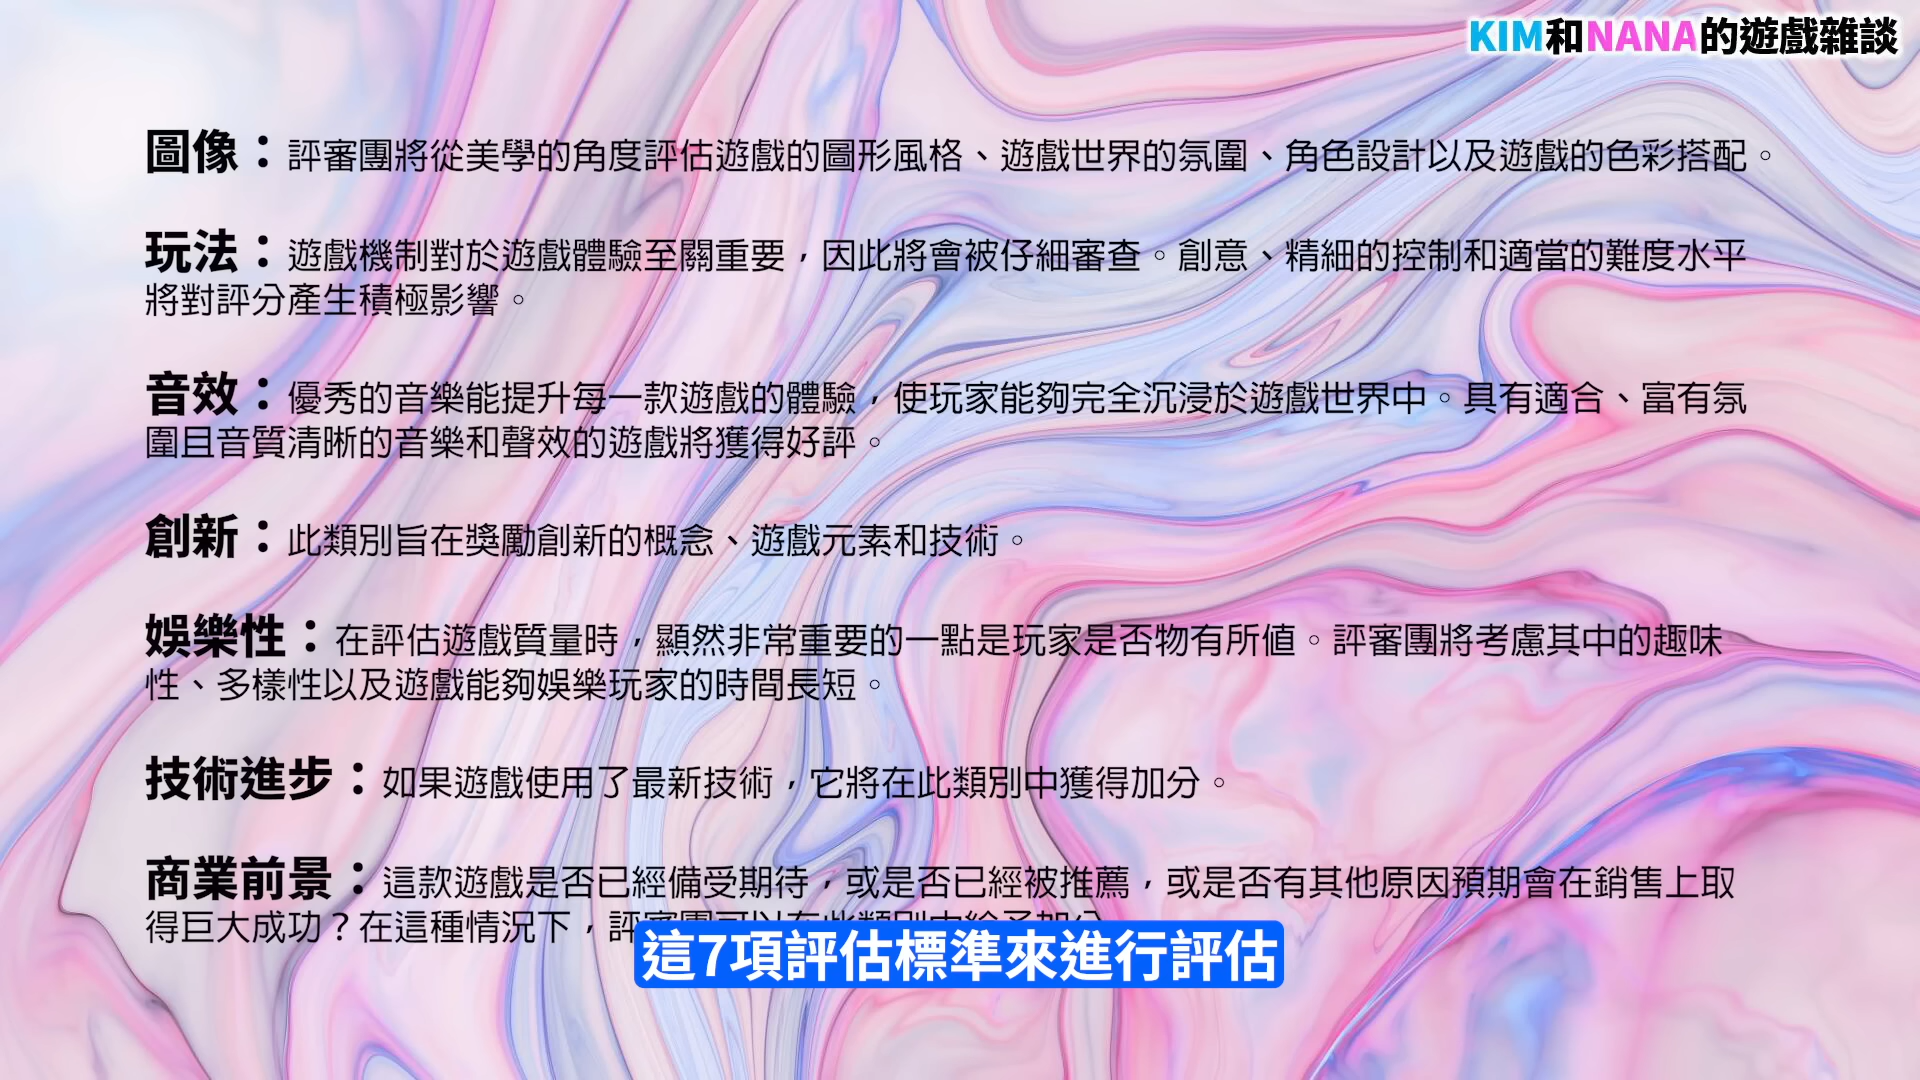 KIM和NANA的遊戲雜談
圖像：評審團將從美學的角度評估遊戲的圖形風格、遊戲世界的氛圍、角色設計以及遊戲的色彩搭配。
玩法：遊戲機制對於遊戲體驗至關重要，因此將會被仔細審查。創意、精細的控制和適當的難度水平
將對評分產生積極影響。
音效：優秀的音樂能提升每一款遊戲的體驗，使玩家能夠完全沉浸於遊戲世界中。具有適合、富有氛
圍且音質清晰的音樂和聲效的遊戲將獲得好評。
創新：此類別旨在獎勵創新的概念、遊戲元素和技術。
娛樂性：在評估遊戲質量時，顯然非常重要的一點是玩家是否物有所值。評審團將考慮其中的趣味
性、多樣性以及遊戲能夠娛樂玩家的時間長短。
技術進步：如果遊戲使用了最新技術，它將在此類別中獲得加分。
商業前景：這款遊戲是否已經備受期待，或是否已經被推薦，或是否有其他原因預期會在銷售上取
得巨大成功？在這種情況下，評
這7項評估標準來進行評估